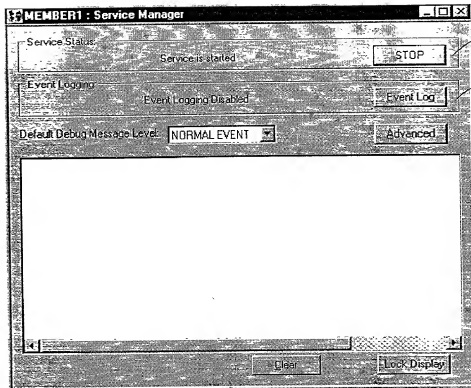 MEMBER1 : Service Manager
Service Status:
Service is started
STOP
Event Logging
Event Logging Disabled
Event Log
Default Debug Message Level: NORMAL EVENT
Advanced
Clear
Lock Display